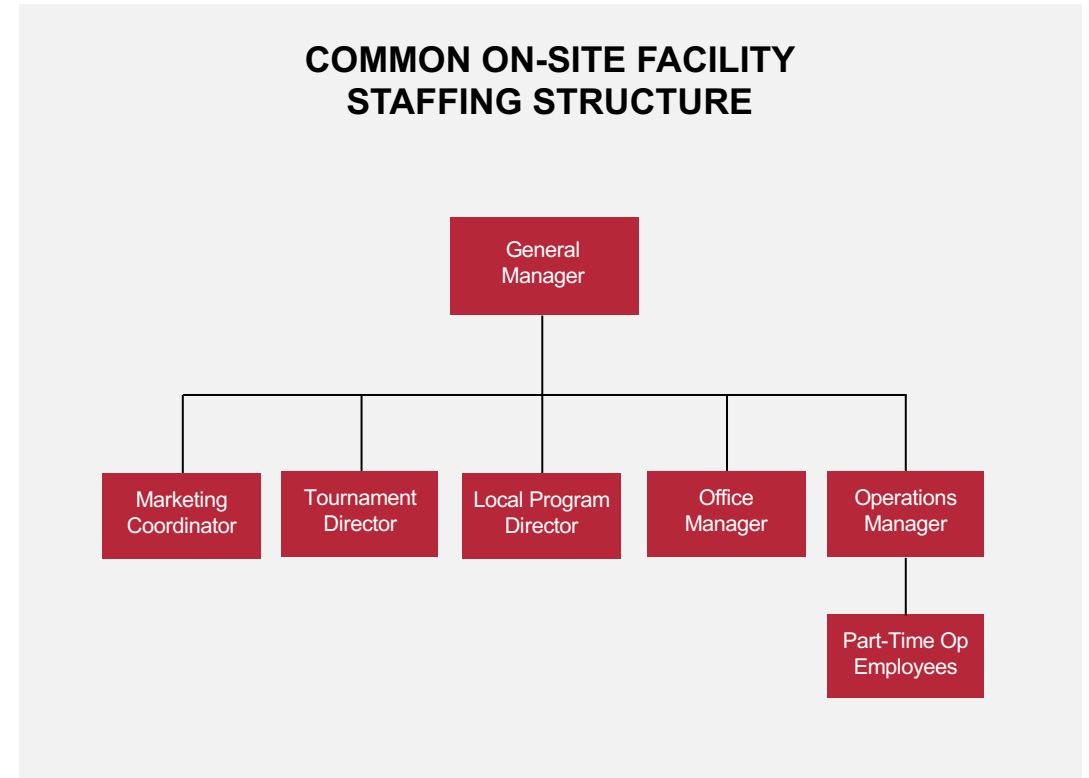 COMMON ON-SITE FACILITY
STAFFING STRUCTURE
General
Manager
Marketing
Coordinator
Tournament
Director
Local Program
Director
Office
Manager
Operations
Manager
Part-Time Op
Employees